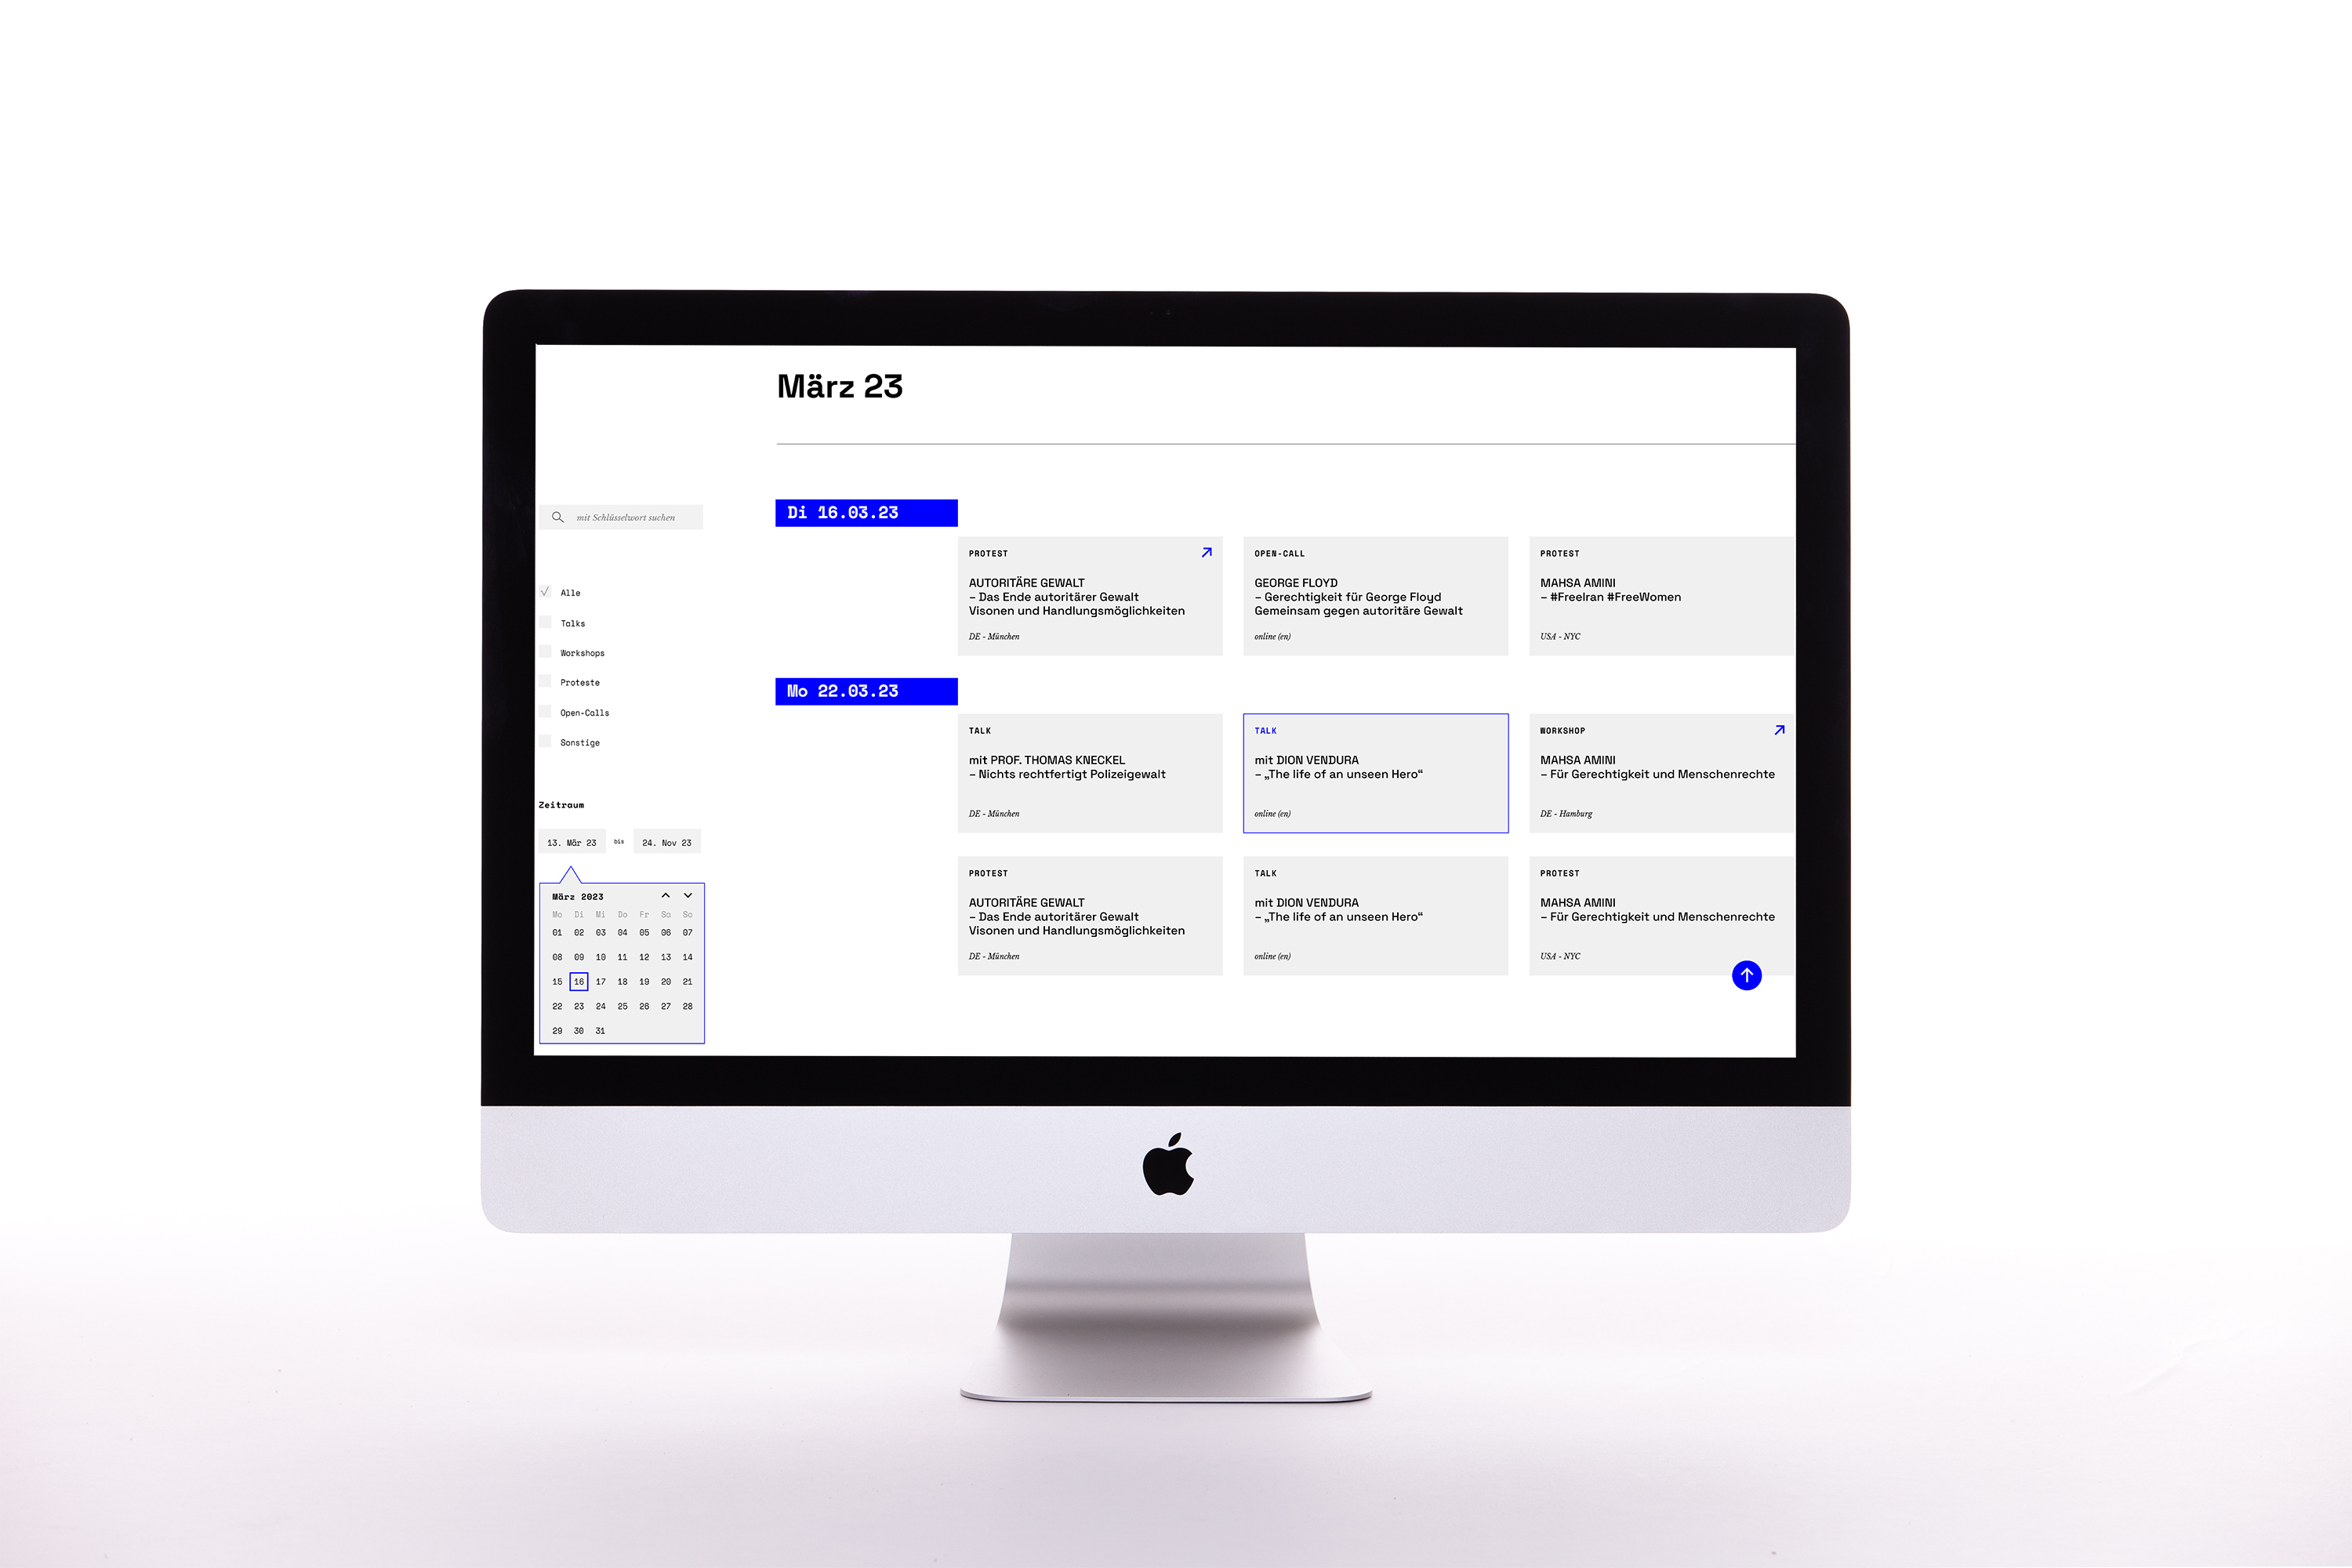 März 23
mit Schlüsselwort suchen
Alle
Talks
Workshops
Proteste
Open-Calls
Sonstige
Zeitraum
13. Mär 23 bis 24. Nov 23
März 2023
Mo Di Mi Do Fr Sa So
01 02 03 04 05 06 07
08 09 10 11 12 13 14
15 16 17 18 19 20 21
22 23 24 25 26 27 28
29 30 31
Di 16.03.23
PROTEST
AUTORITÄRE GEWALT
– Das Ende autoritärer Gewalt
Visonen und Handlungsmöglichkeiten
DE - München
OPEN-CALL
GEORGE FLOYD
– Gerechtigkeit für George Floyd
Gemeinsam gegen autoritäre Gewalt
online (en)
PROTEST
MAHSA AMINI
– #FreeIran #FreeWomen
USA - NYC
Mo 22.03.23
TALK
mit PROF. THOMAS KNECKEL
– Nichts rechtfertigt Polizeigewalt
DE - München
TALK
mit DION VENDURA
– „The life of an unseen Hero“
online (en)
WORKSHOP
MAHSA AMINI
– Für Gerechtigkeit und Menschenrechte
DE - Hamburg
PROTEST
AUTORITÄRE GEWALT
– Das Ende autoritärer Gewalt
Visonen und Handlungsmöglichkeiten
DE - München
TALK
mit DION VENDURA
– „The life of an unseen Hero“
online (en)
PROTEST
MAHSA AMINI
– Für Gerechtigkeit und Menschenrechte
USA - NYC